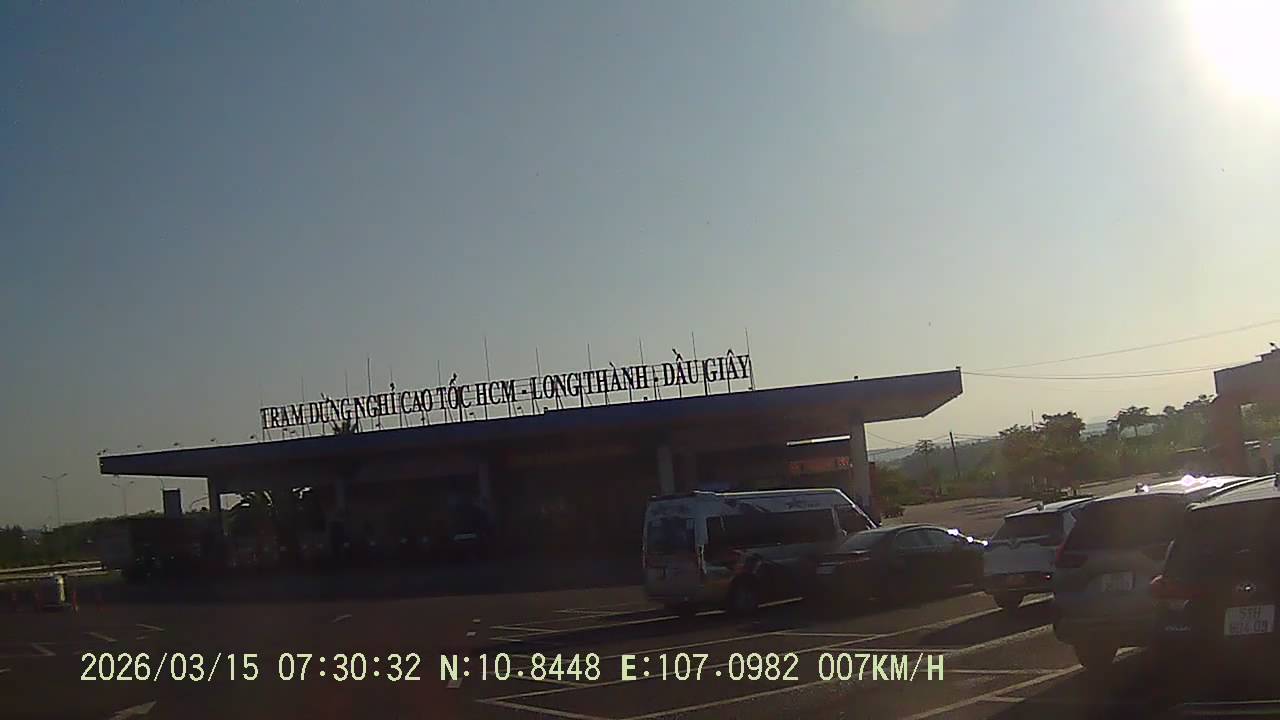 TRẠM DỪNG NGHỈ CAO TỐC HCM - LONG THÀNH - DẦU GIÂY
51H
2026/03/15 07:30:32 N:10.8448 E:107.0982 007KM/H